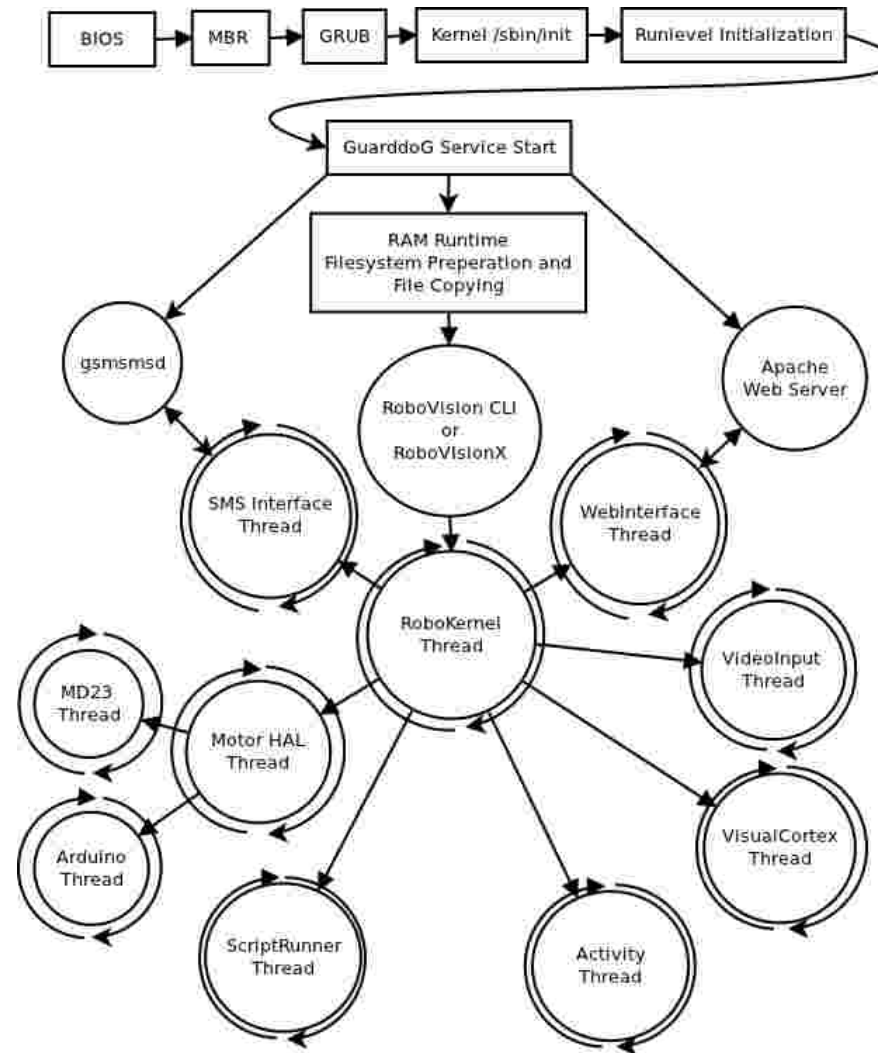 BIOS
MBR
GRUB
Kernel /sbin/init
Runlevel Initialization
GuarddoG Service Start
RAM Runtime
Filesystem Preperation and
File Copying
gsmsmsd
Apache
Web Server
RoboVision CLI
or
RoboVIsionX
SMS Interface
Thread
WebInterface
Thread
RoboKernel
Thread
VideoInput
Thread
MD23
Thread
Motor HAL
Thread
VisualCortex
Thread
Arduino
Thread
ScriptRunner
Thread
Activity
Thread